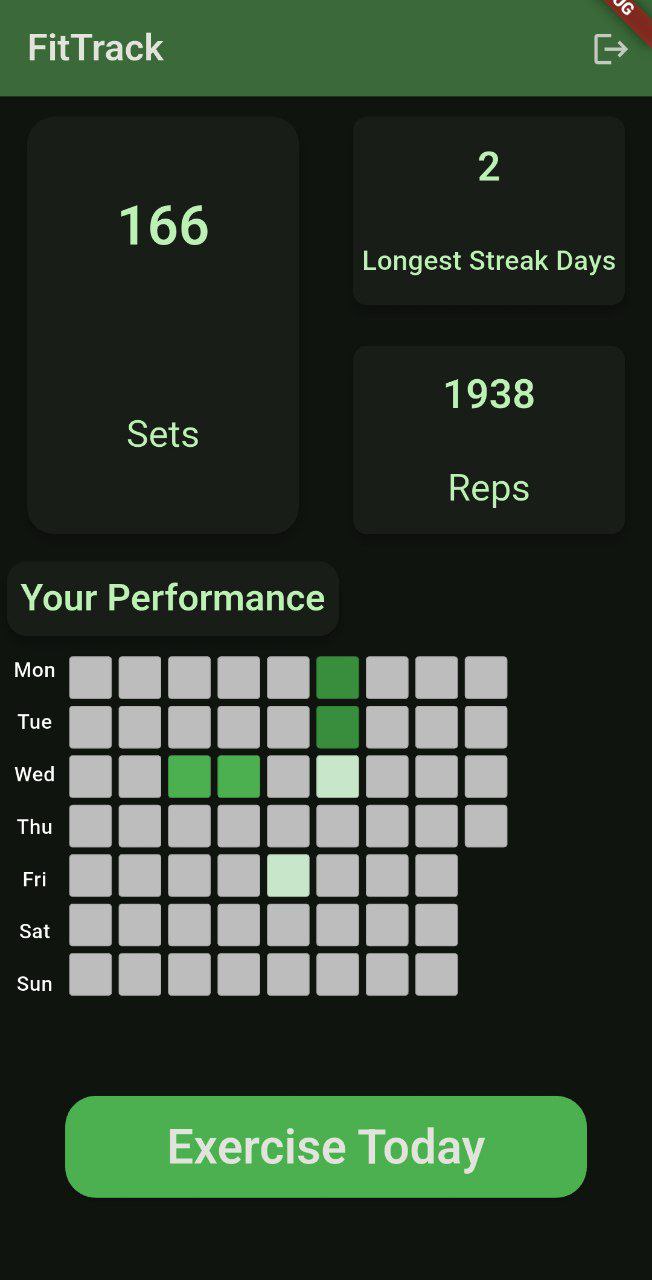 FitTrack
166
Sets
2
Longest Streak Days
1938
Reps
Your Performance
Mon
Tue
Wed
Thu
Fri
Sat
Sun
Exercise Today